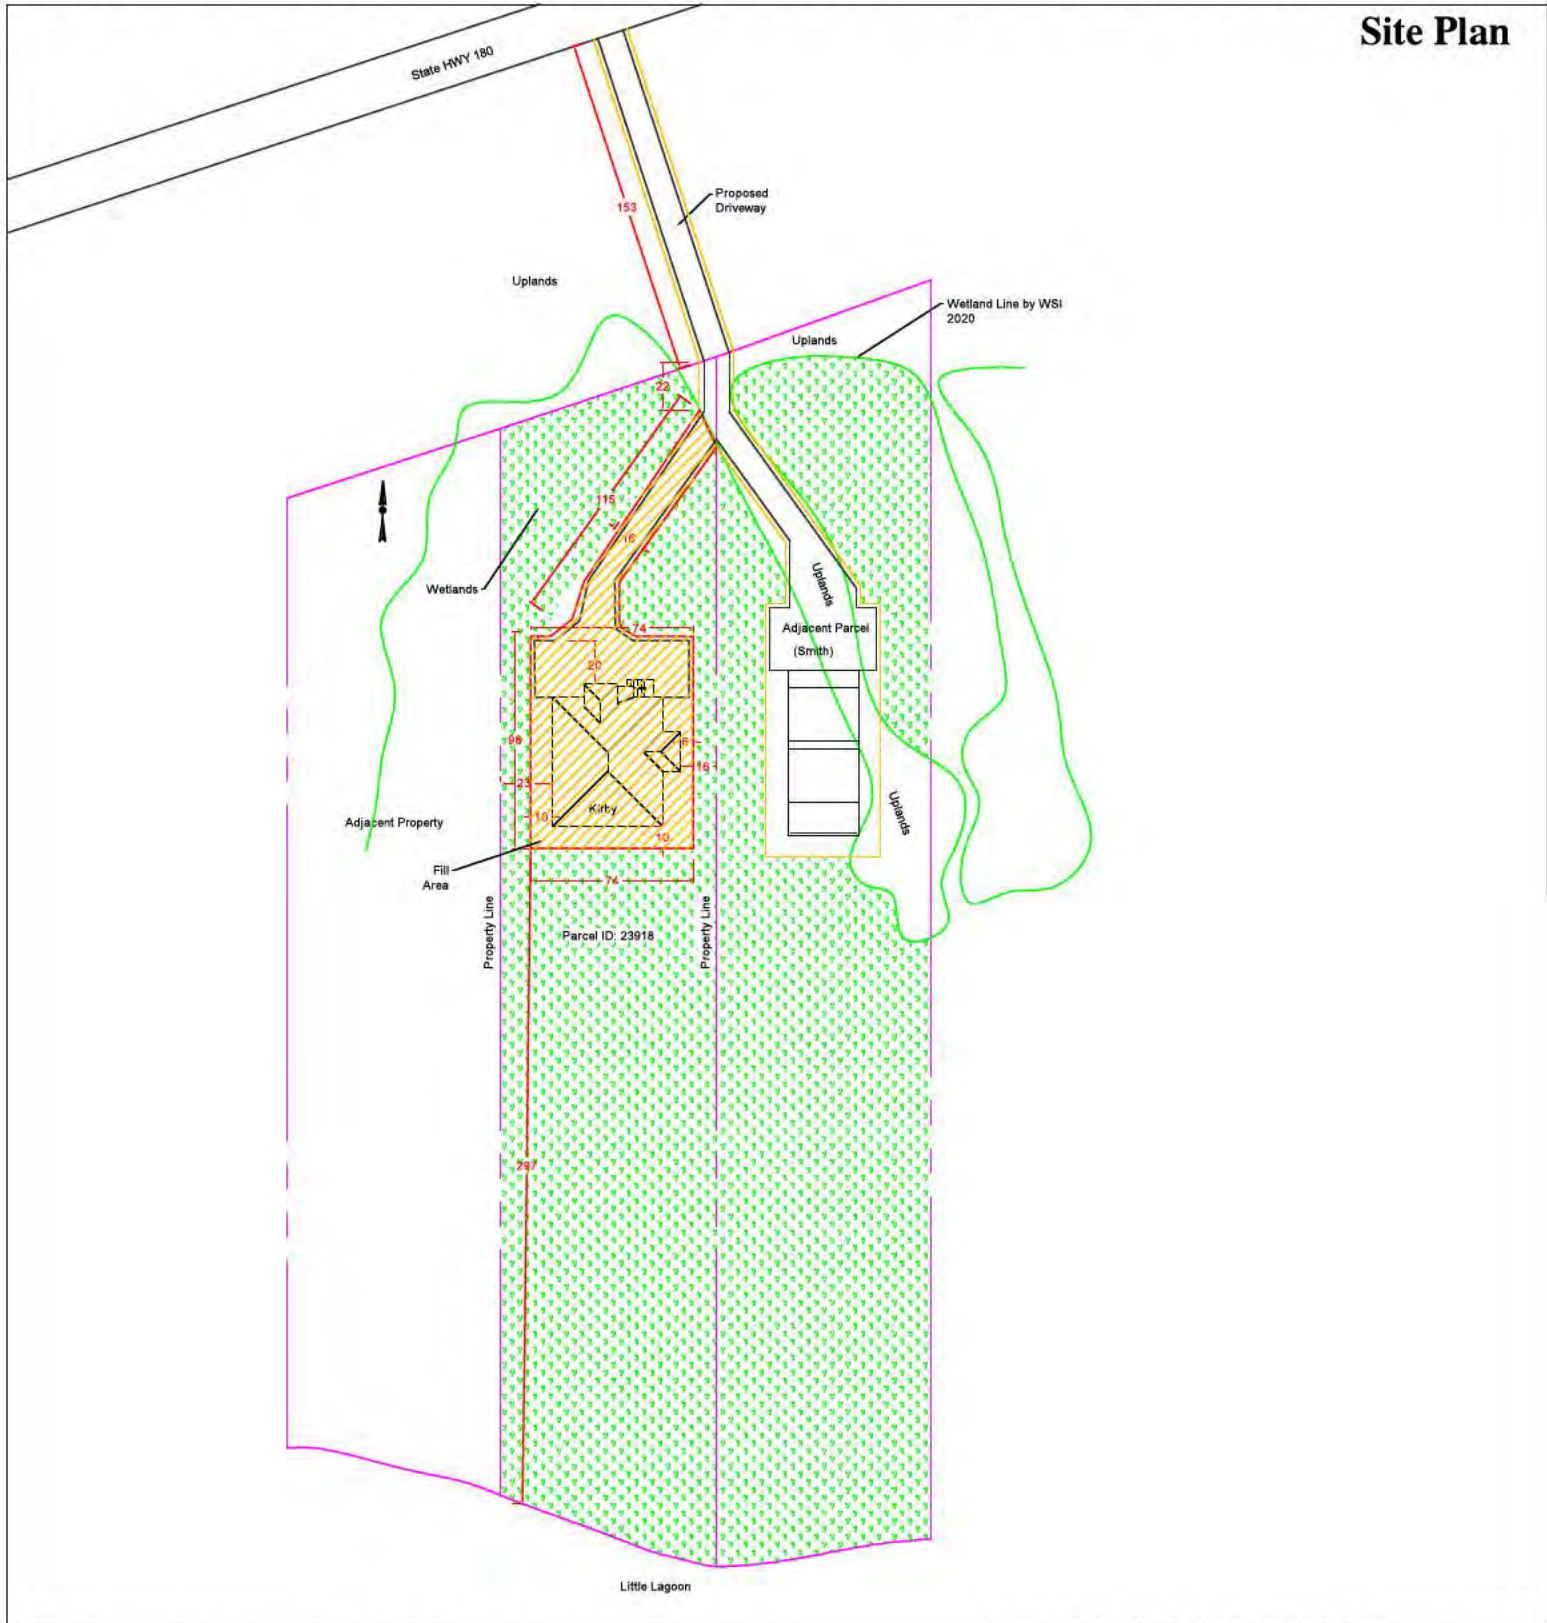 Site Plan
State HWY 180
Proposed
Driveway
153
Uplands
Wetland Line by WSI
2020
Uplands
22
115
16
Wetlands
Uplands
74
Adjacent Parcel
(Smith)
20
98
6
16
23
Kirby
10
10
Adjacent Property
Uplands
Fill
Area
74
Property Line
Property Line
Parcel ID: 23918
297
Little Lagoon